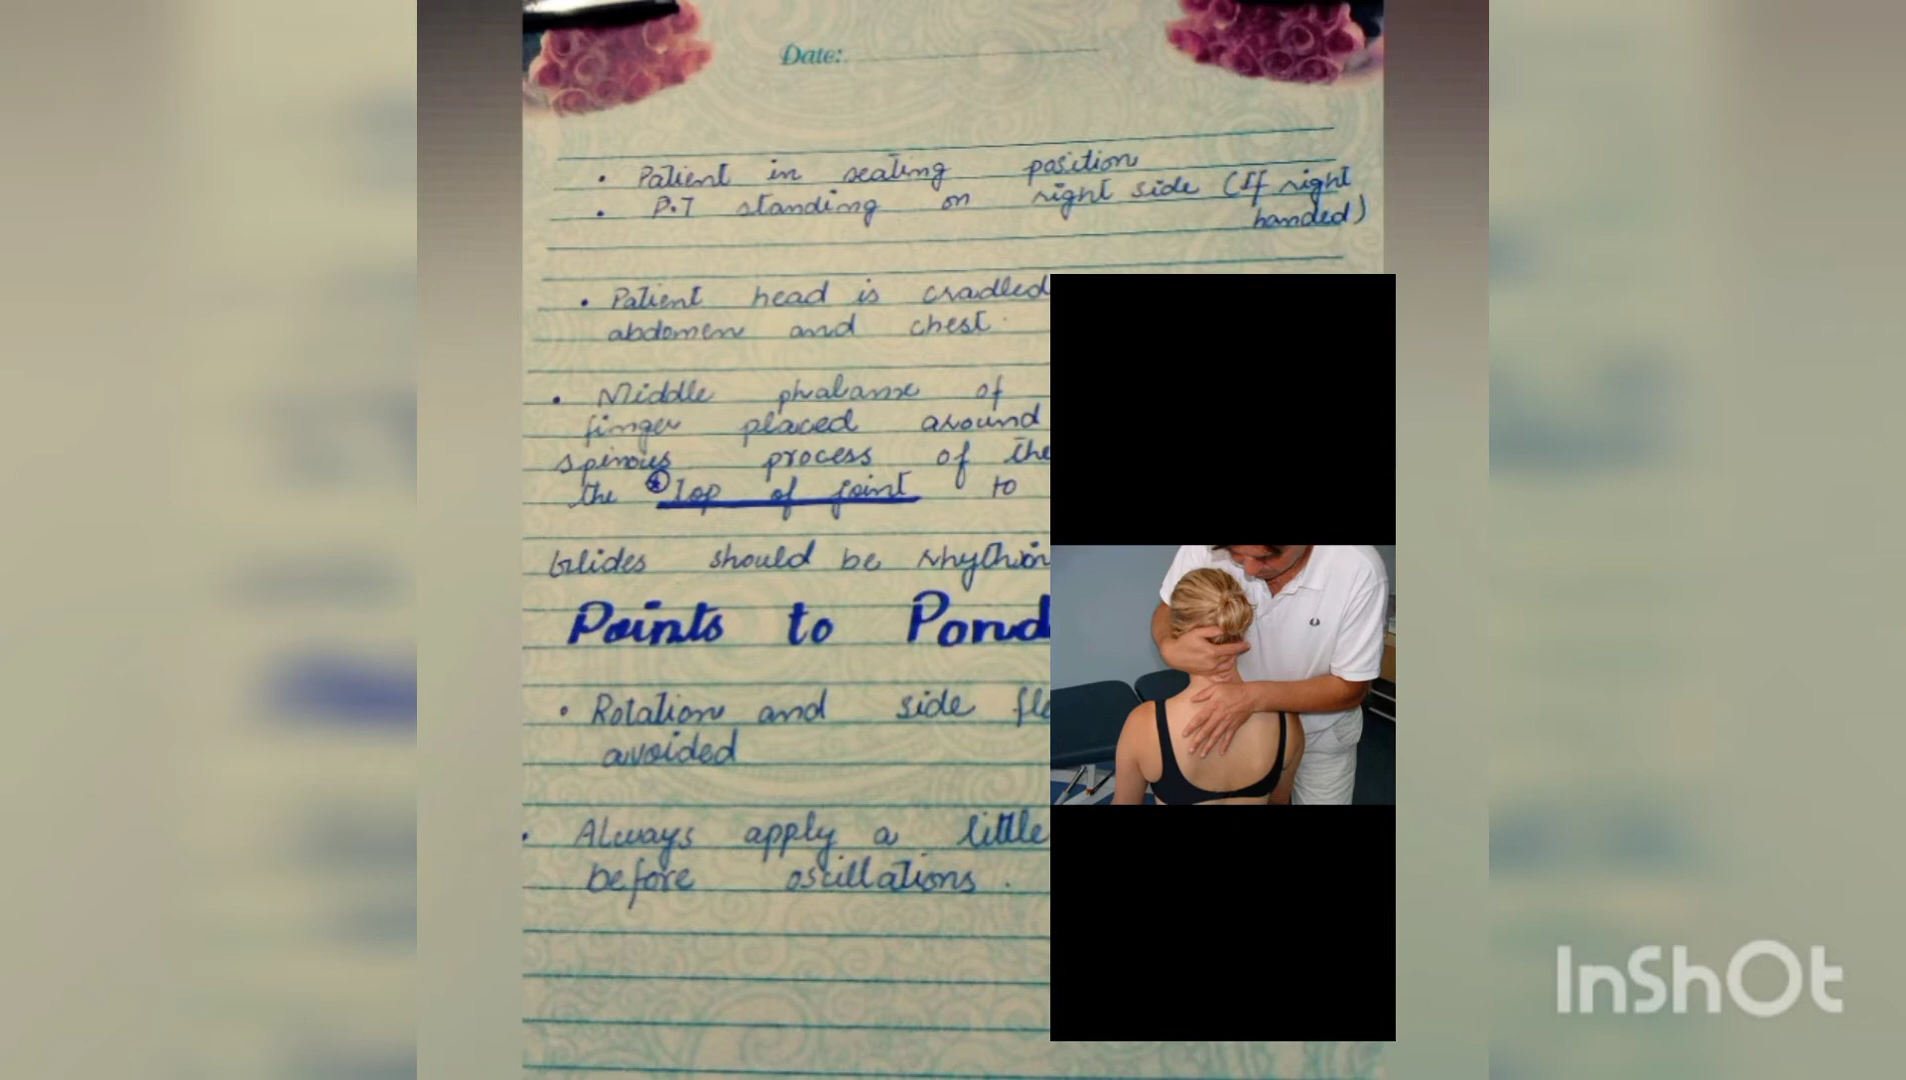 Date:
• Patient in seating position
• P.T standing on right side (If right
handed)
• Patient head is cradled
abdomen and chest.
• Middle phalanx of
finger placed around
spinous process of the
the top of joint to
Glides should be rhythm
Points to Pond
• Rotation and side fle
avoided
• Always apply a little
before oscillations.
InShOt